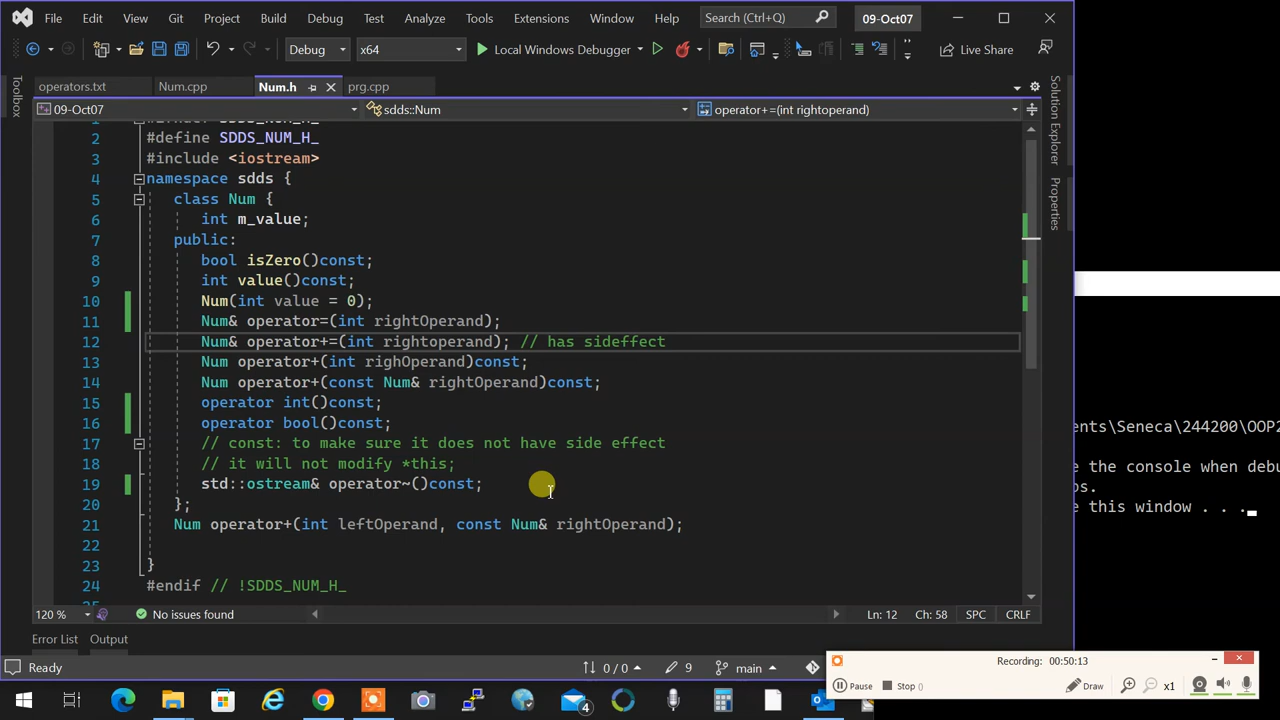 File Edit View Git Project Build Debug Test Analyze Tools Extensions Window Help Search (Ctrl+Q) 09-Oct07
Debug x64 Local Windows Debugger Live Share
operators.txt Num.cpp Num.h prg.cpp
09-Oct07 sdds::Num operator+=(int rightoperand)
2 #define SDDS_NUM_H_
3 #include <iostream>
4 namespace sdds {
5 class Num {
6 int m_value;
7 public:
8 bool isZero()const;
9 int value()const;
10 Num(int value = 0);
11 Num& operator=(int rightOperand);
12 Num& operator+=(int rightoperand); // has sideffect
13 Num operator+(int righOperand)const;
14 Num operator+(const Num& rightOperand)const;
15 operator int()const;
16 operator bool()const;
17 // const: to make sure it does not have side effect
18 // it will not modify *this;
19 std::ostream& operator~()const;
20 };
21 Num operator+(int leftOperand, const Num& rightOperand);
22
23 }
24 #endif // !SDDS_NUM_H_
120 % No issues found Ln: 12 Ch: 58 SPC CRLF
Error List Output
Ready 0 / 0 9 main
Toolbox
Solution Explorer
Properties
ents\Seneca\244200\OOP2
e the console when debu
ps.
e this window . . ._
Recording: 00:50:13
Pause Stop () Draw x1
4